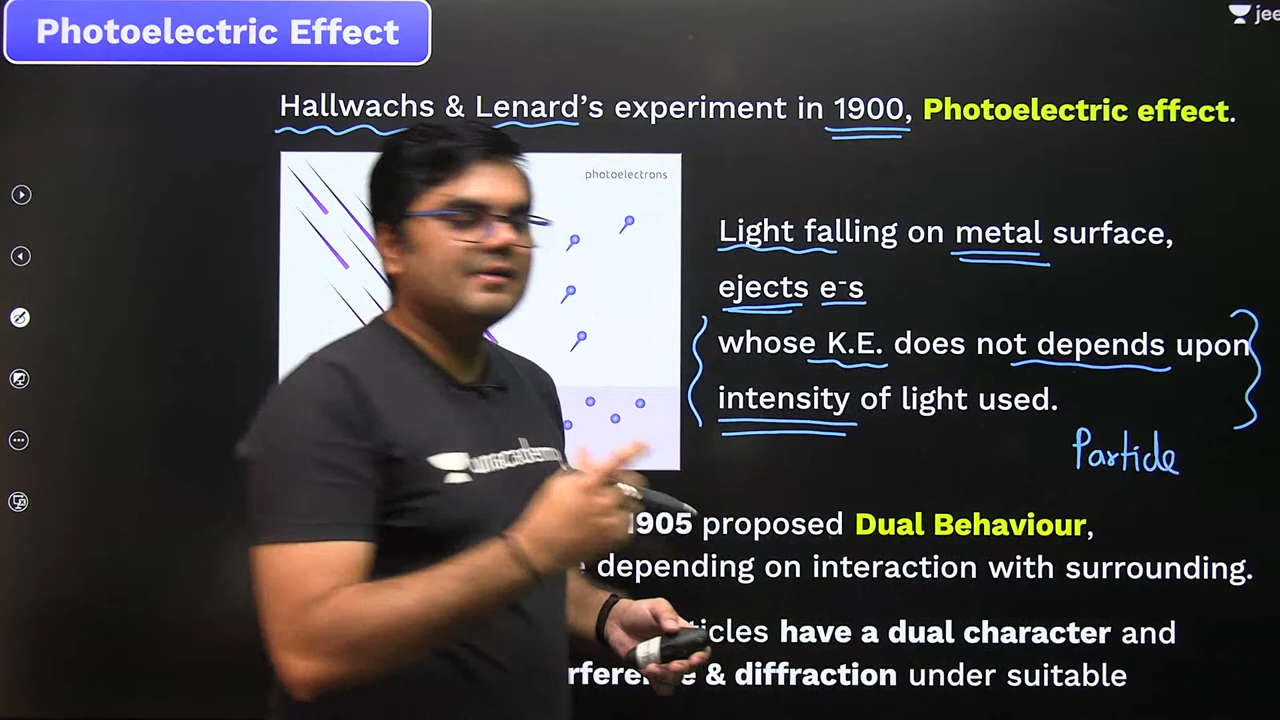 Photoelectric Effect
jee
Hallwachs & Lenard's experiment in 1900, Photoelectric effect.
photoelectrons
Light falling on metal surface,
ejects e⁻s
whose K.E. does not depends upon
intensity of light used.
Particle
1905 proposed Dual Behaviour,
depending on interaction with surrounding.
have a dual character and
& diffraction under suitable